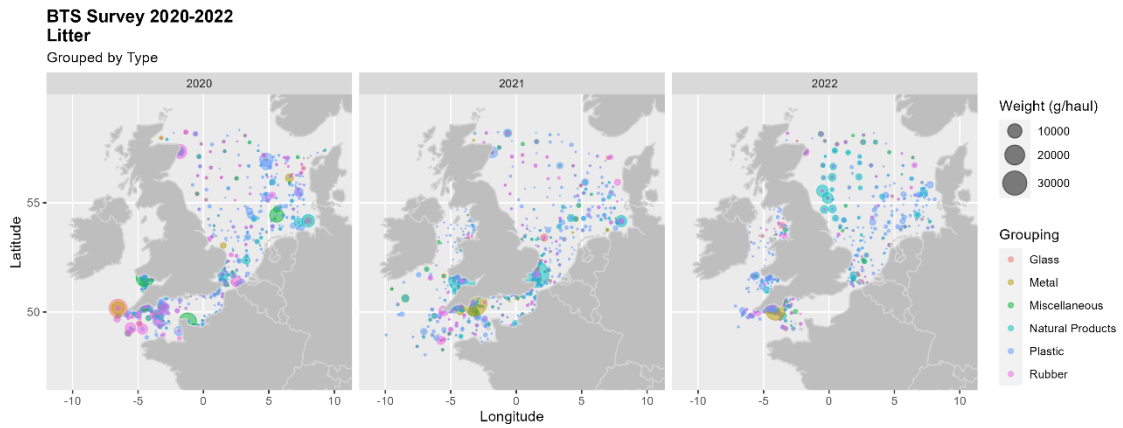 BTS Survey 2020-2022
Litter
Grouped by Type
2020
2021
2022
Latitude
55
50
-10
-5
0
5
10
-10
-5
0
5
10
-10
-5
0
5
10
Longitude
Weight (g/haul)
10000
20000
30000
Grouping
Glass
Metal
Miscellaneous
Natural Products
Plastic
Rubber